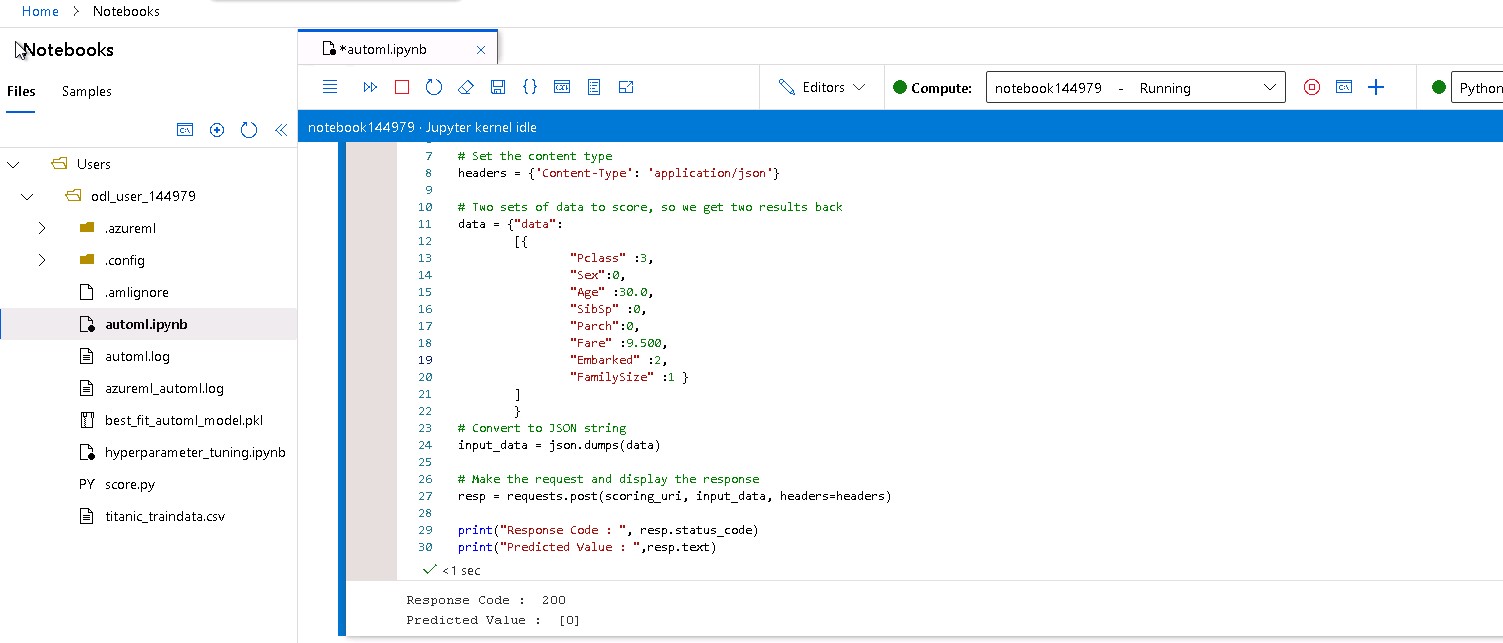 Home > Notebooks
Notebooks
Files Samples
Users
odl_user_144979
.azureml
.config
.amlignore
automl.ipynb
automl.log
azureml_automl.log
best_fit_automl_model.pkl
hyperparameter_tuning.ipynb
PY score.py
titanic_traindata.csv
*automl.ipynb
Editors Compute: notebook144979 - Running Python
notebook144979 · Jupyter kernel idle
7 # Set the content type
8 headers = {'Content-Type': 'application/json'}
9
10 # Two sets of data to score, so we get two results back
11 data = {"data":
12 [{
13 "Pclass" :3,
14 "Sex":0,
15 "Age" :30.0,
16 "SibSp" :0,
17 "Parch":0,
18 "Fare" :9.500,
19 "Embarked" :2,
20 "FamilySize" :1 }
21 ]
22 }
23 # Convert to JSON string
24 input_data = json.dumps(data)
25
26 # Make the request and display the response
27 resp = requests.post(scoring_uri, input_data, headers=headers)
28
29 print("Response Code : ", resp.status_code)
30 print("Predicted Value : ",resp.text)
<1 sec
Response Code :  200
Predicted Value :  [0]